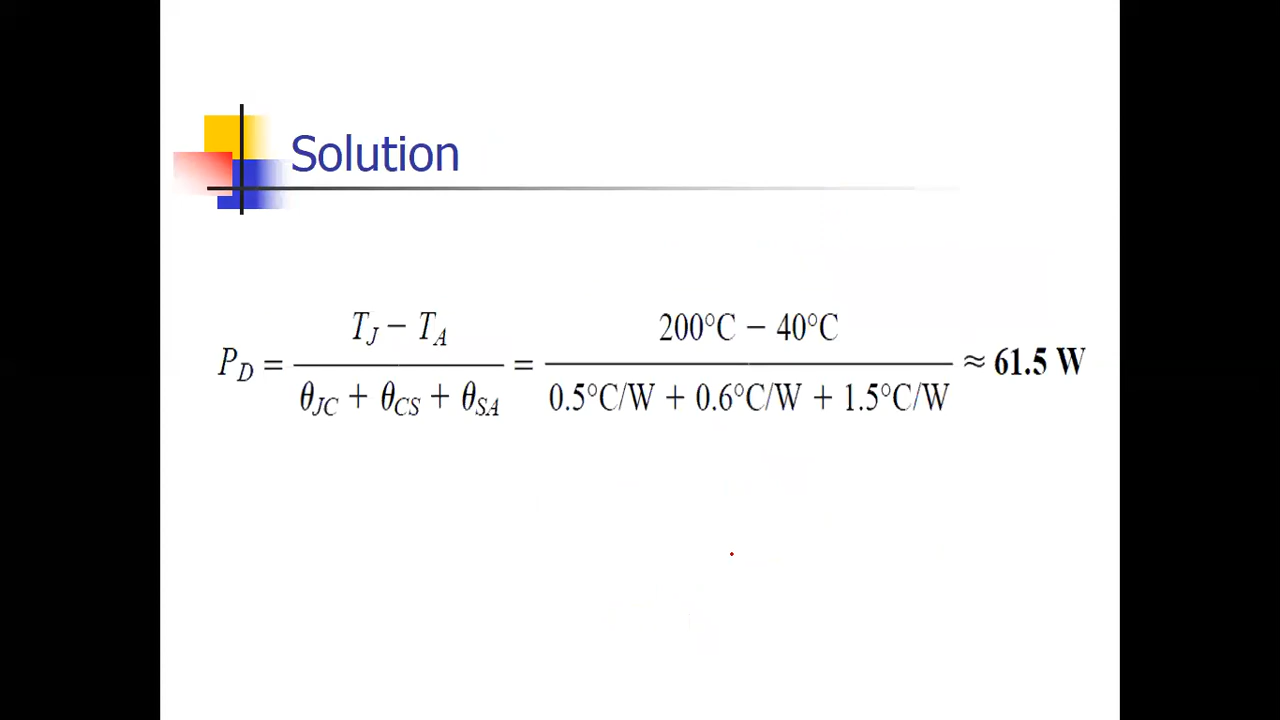 Solution
P_D = (T_J − T_A) / (θ_JC + θ_CS + θ_SA) = (200°C − 40°C) / (0.5°C/W + 0.6°C/W + 1.5°C/W) ≈ 61.5 W